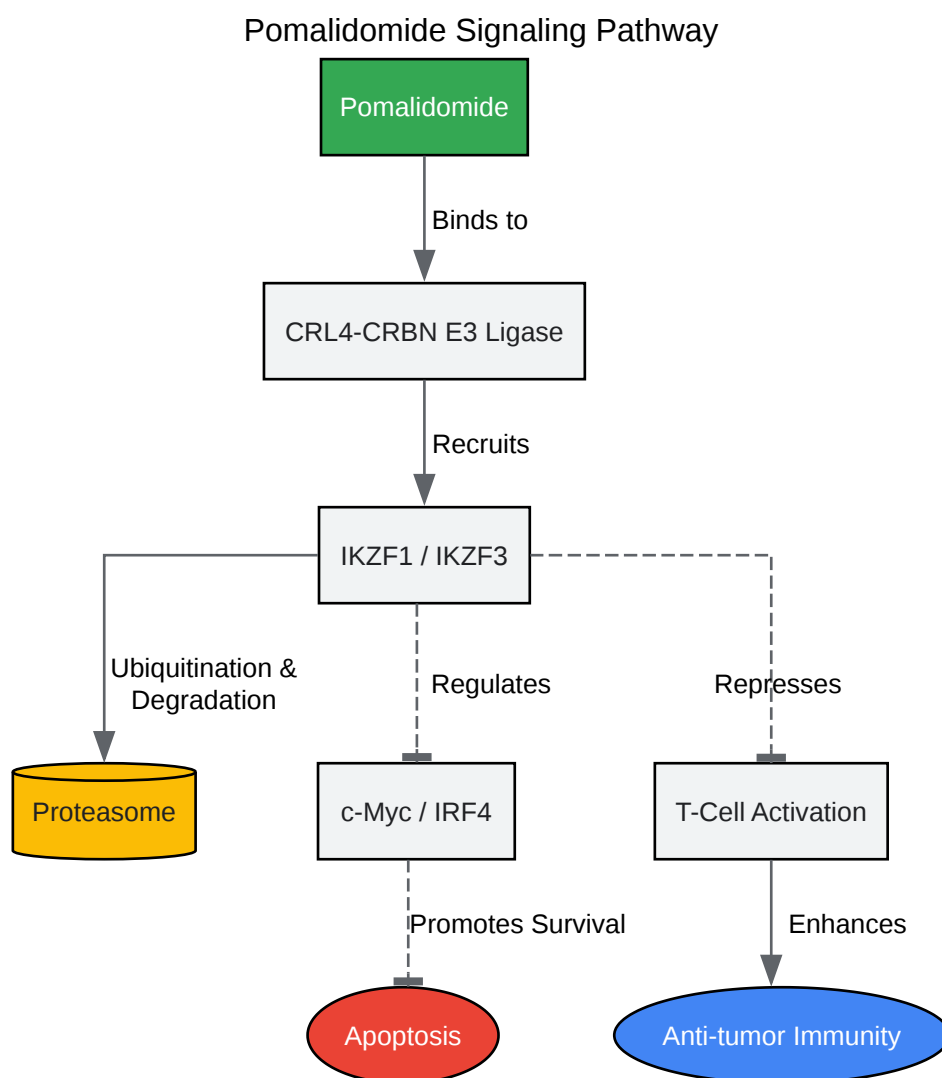 Pomalidomide Signaling Pathway
Pomalidomide
Binds to
CRL4-CRBN E3 Ligase
Recruits
IKZF1 / IKZF3
Ubiquitination &
Degradation
Regulates
Represses
Proteasome
c-Myc / IRF4
T-Cell Activation
Promotes Survival
Enhances
Apoptosis
Anti-tumor Immunity